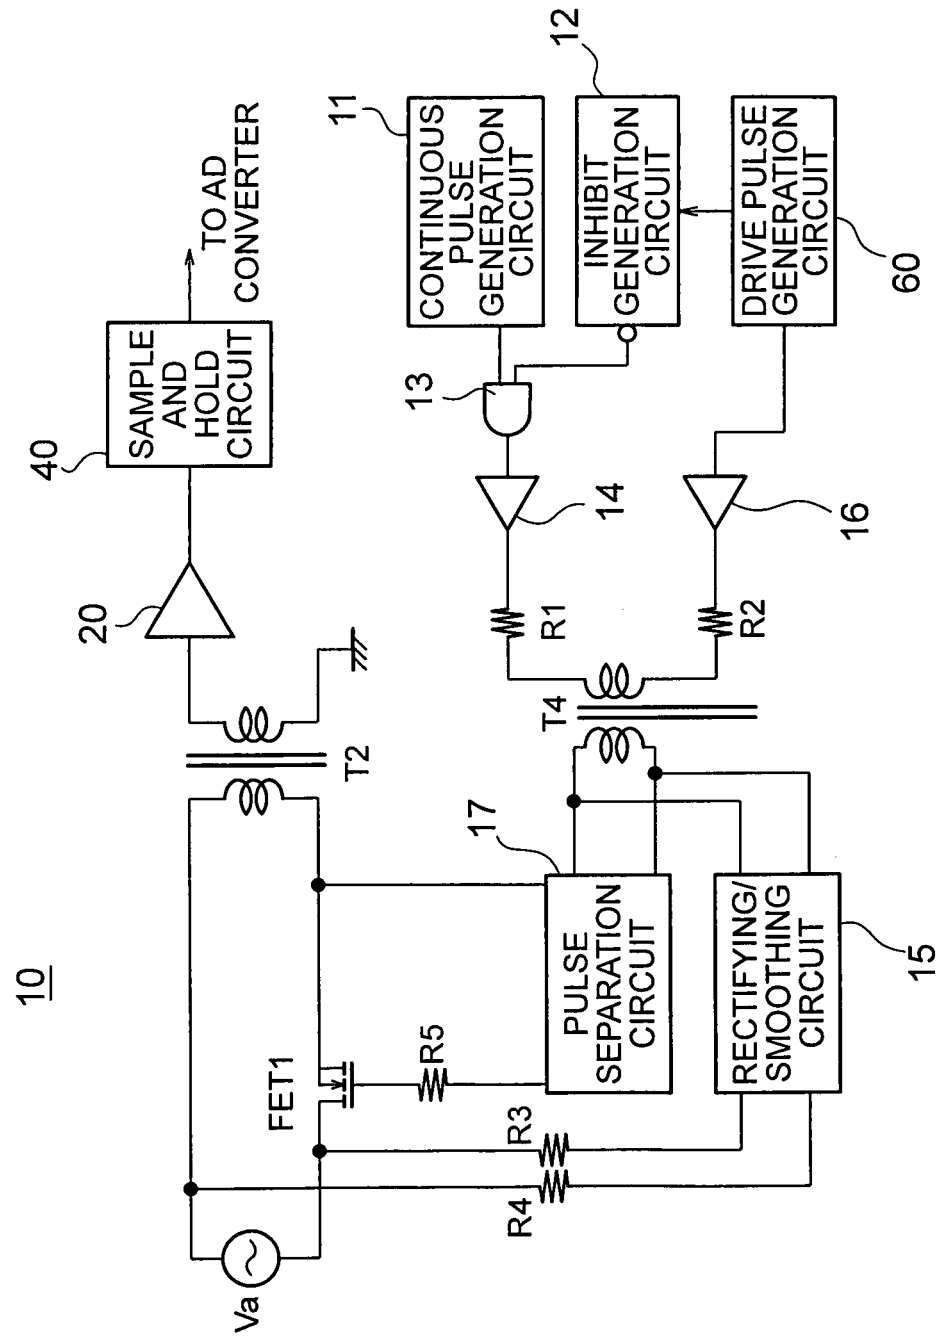 10
Va
FET1
R5
R3
R4
T2
20
40
SAMPLE
AND
HOLD
CIRCUIT
TO AD
CONVERTER
17
PULSE
SEPARATION
CIRCUIT
RECTIFYING/
SMOOTHING
CIRCUIT
15
T4
R1
R2
14
16
13
11
CONTINUOUS
PULSE
GENERATION
CIRCUIT
12
INHIBIT
GENERATION
CIRCUIT
DRIVE PULSE
GENERATION
CIRCUIT
60